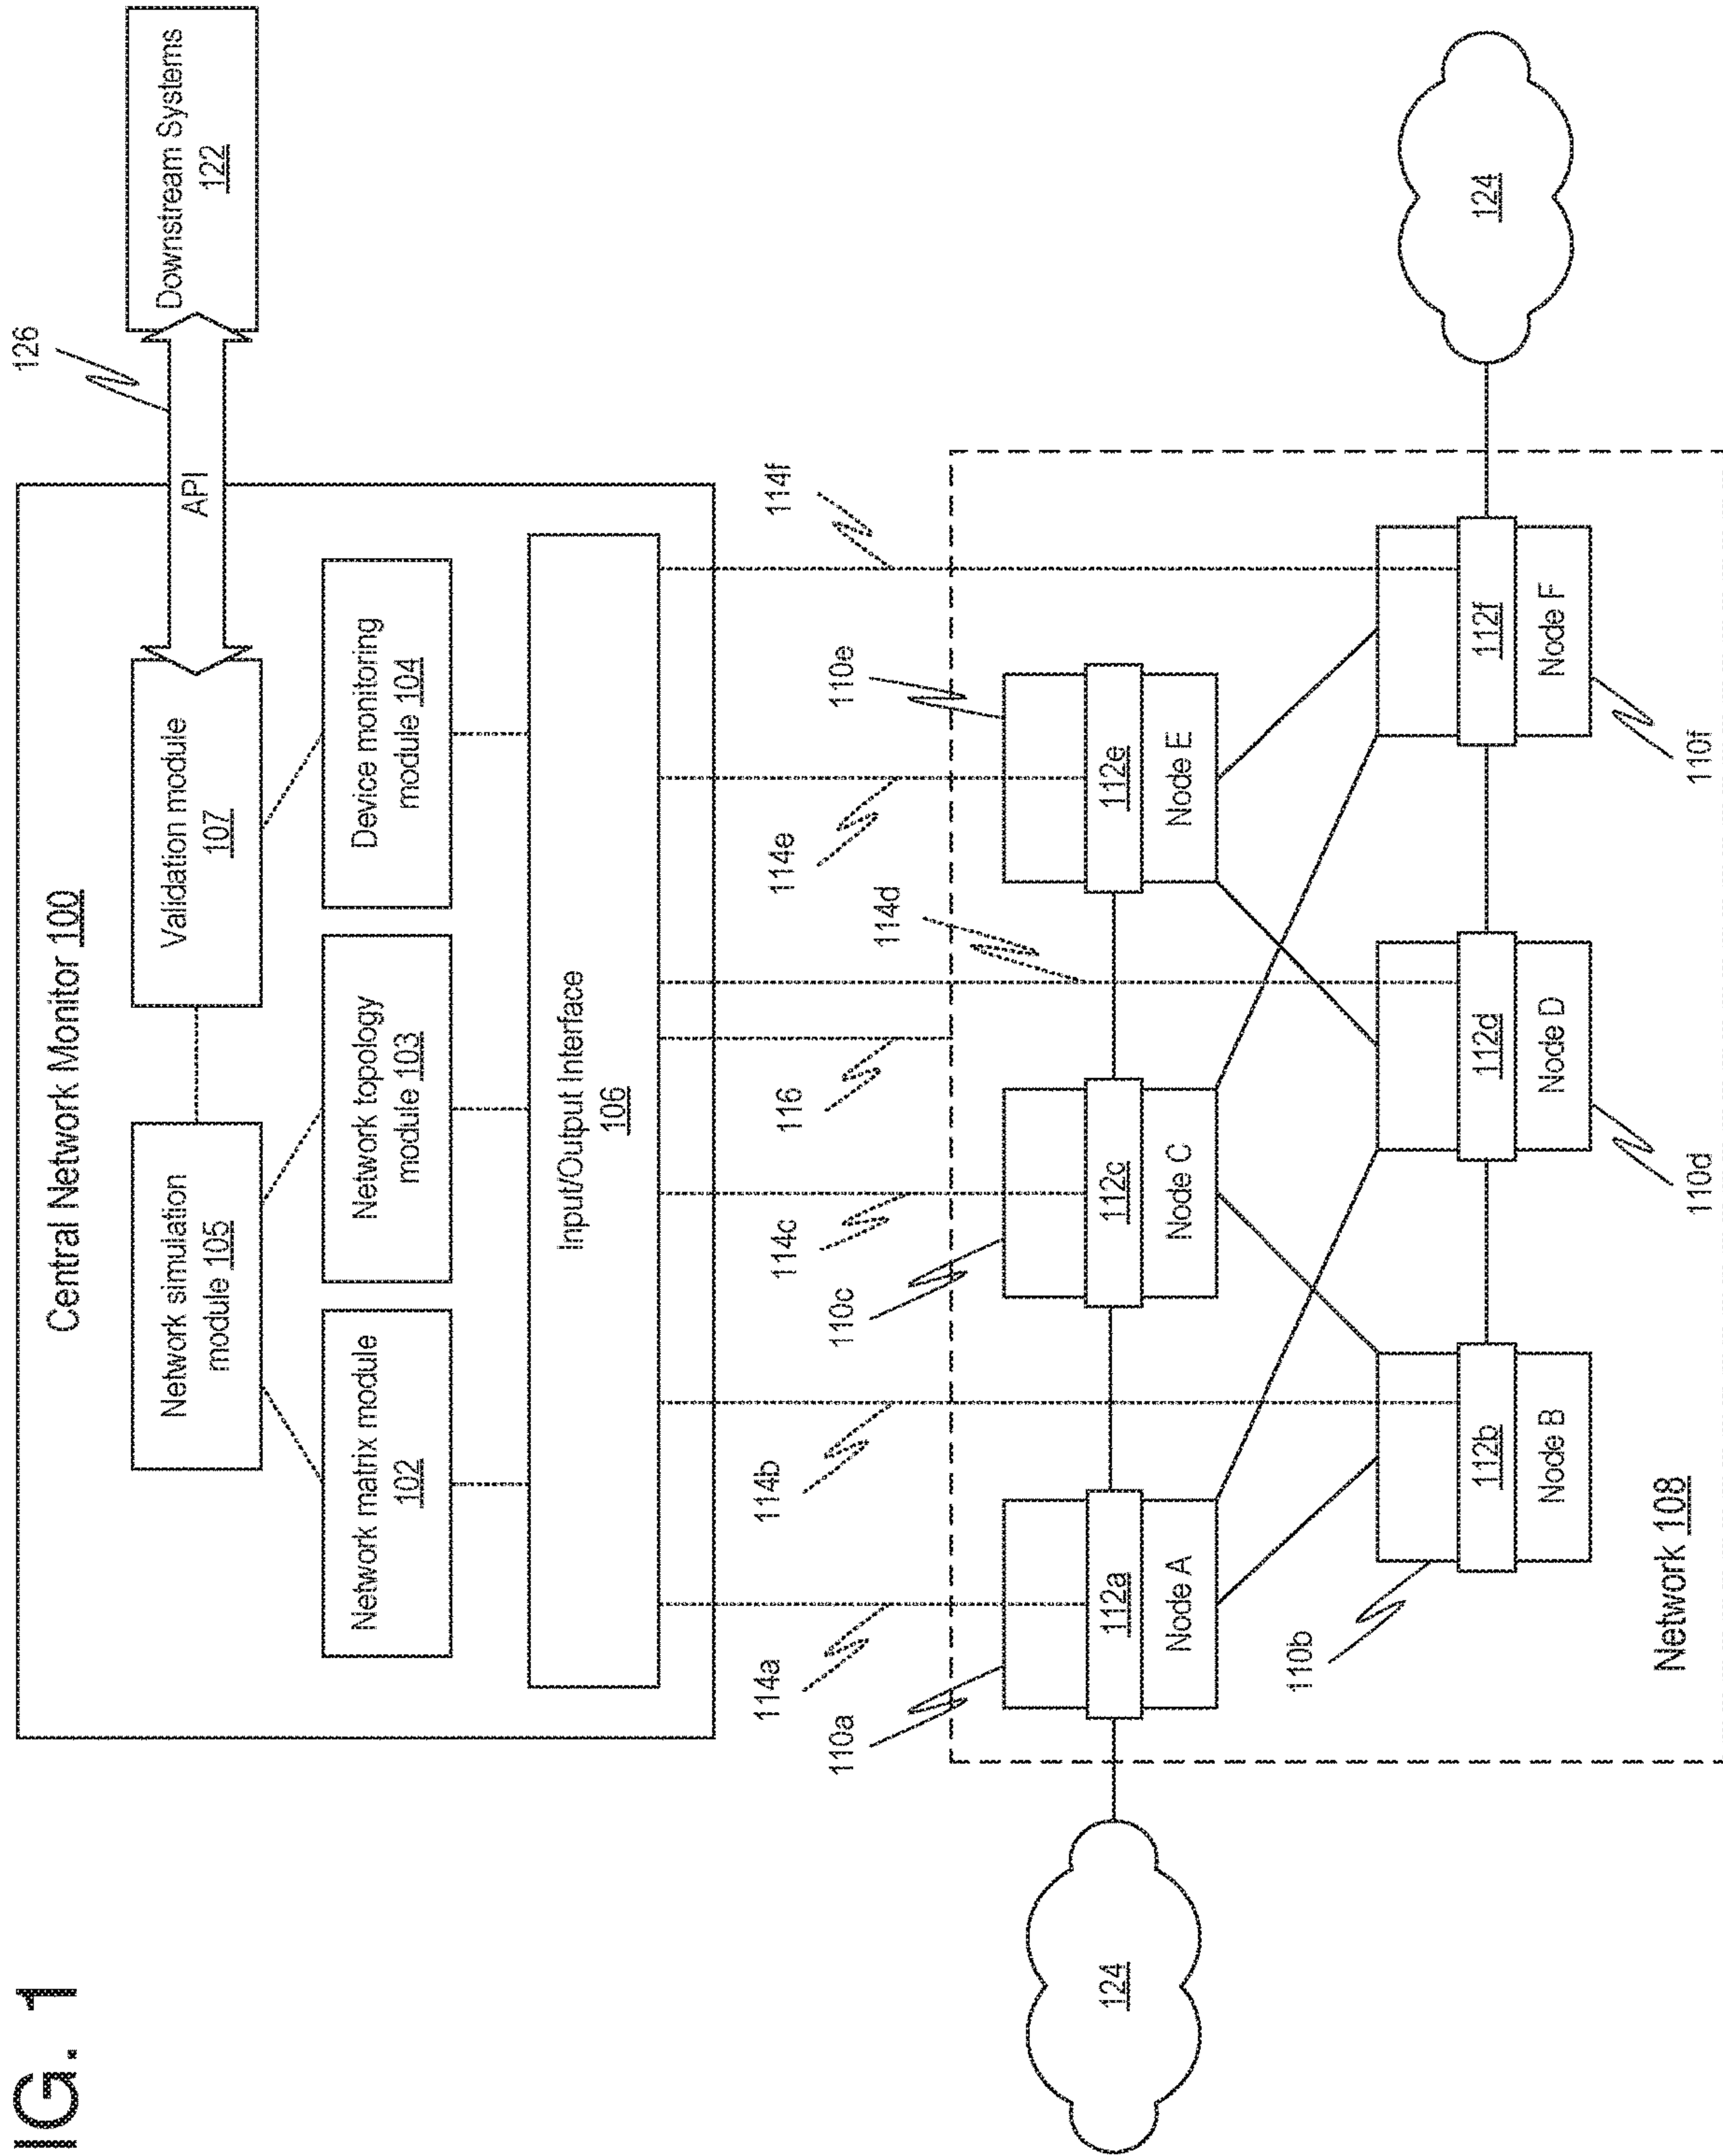 IG. 1
Central Network Monitor 100
Network simulation
module 105
Validation module
107
API
126
Downstream Systems
122
Network matrix module
102
Network topology
module 103
Device monitoring
module 104
Input/Output Interface
106
114a
114b
114c
116
114d
114e
114f
110a
110c
110e
124
112a
Node A
112c
Node C
112e
Node E
110b
112b
Node B
112d
Node D
112f
Node F
124
110d
110f
Network 108